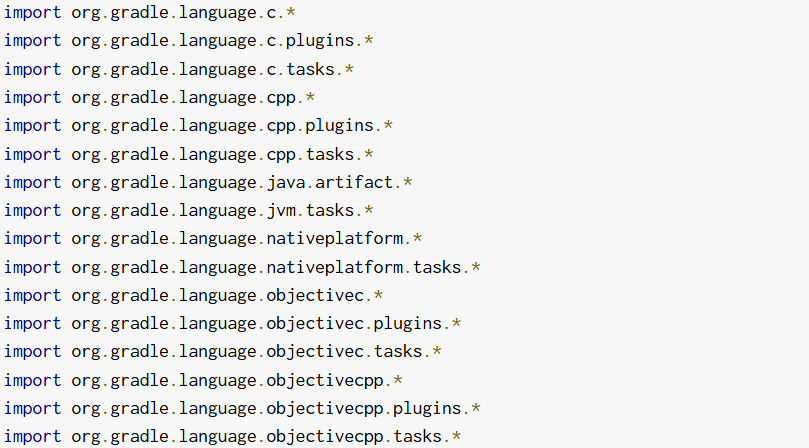 import org.gradle.language.c.*
import org.gradle.language.c.plugins.*
import org.gradle.language.c.tasks.*
import org.gradle.language.cpp.*
import org.gradle.language.cpp.plugins.*
import org.gradle.language.cpp.tasks.*
import org.gradle.language.java.artifact.*
import org.gradle.language.jvm.tasks.*
import org.gradle.language.nativeplatform.*
import org.gradle.language.nativeplatform.tasks.*
import org.gradle.language.objectivec.*
import org.gradle.language.objectivec.plugins.*
import org.gradle.language.objectivec.tasks.*
import org.gradle.language.objectivecpp.*
import org.gradle.language.objectivecpp.plugins.*
import org.gradle.language.objectivecpp.tasks.*